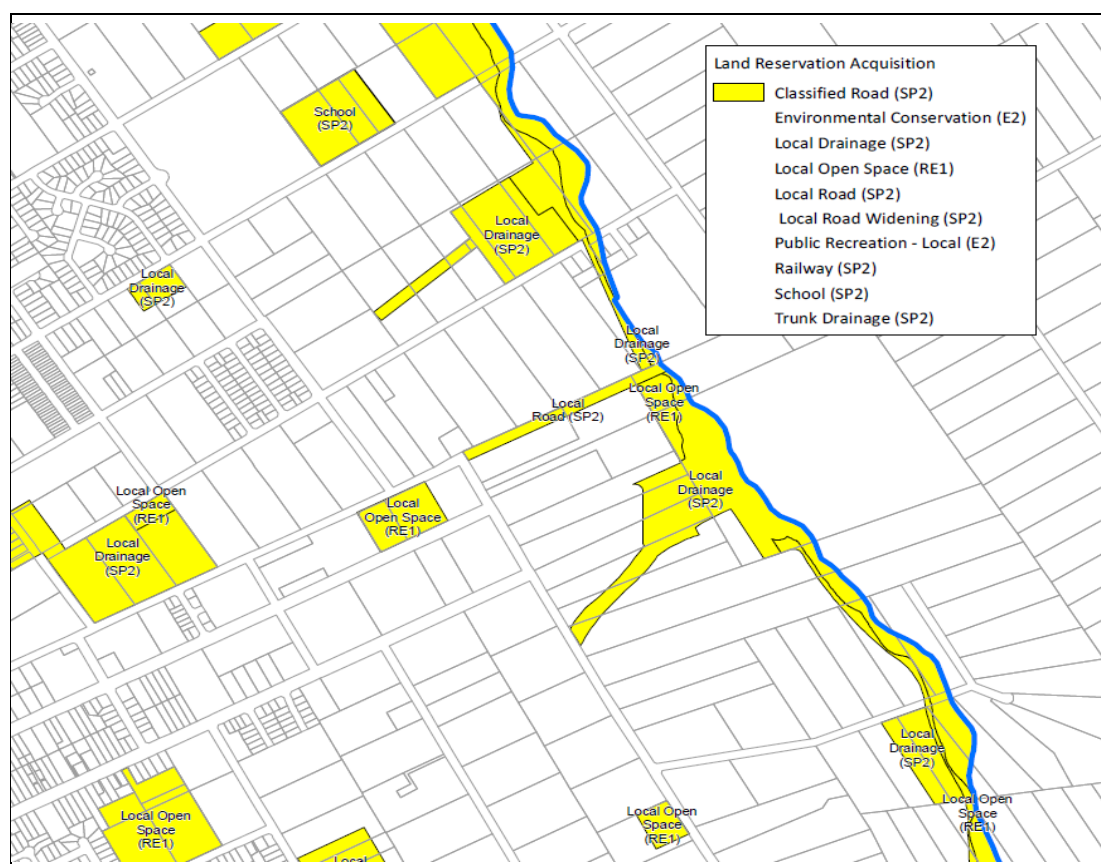 Land Reservation Acquisition
Classified Road (SP2)
Environmental Conservation (E2)
Local Drainage (SP2)
Local Open Space (RE1)
Local Road (SP2)
Local Road Widening (SP2)
Public Recreation - Local (E2)
Railway (SP2)
School (SP2)
Trunk Drainage (SP2)
School
(SP2)
Local
Drainage
(SP2)
Local
Drainage
(SP2)
Local
Drainage
(SP2)
Local Open
Space
(RE1)
Local
Road (SP2)
Local
Drainage
(SP2)
Local Open
Space
(RE1)
Local
Open Space
(RE1)
Local
Drainage
(SP2)
Local
Drainage
(SP2)
Local Open
Space
(RE1)
Local Open
Space
(RE1)
Local Open
Space
(RE1)
Local